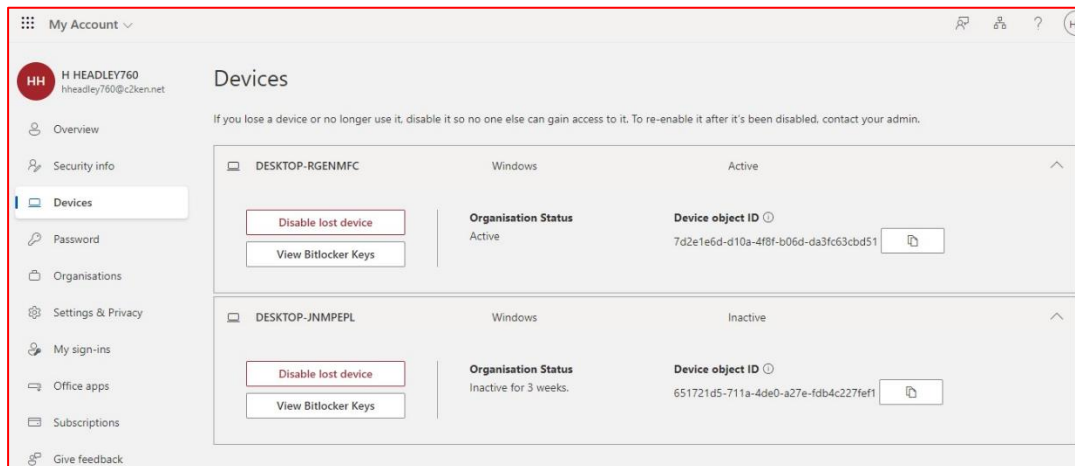 My Account
?
HH
H HEADLEY760
hheadley760@c2ken.net
Overview
Security info
Devices
Password
Organisations
Settings & Privacy
My sign-ins
Office apps
Subscriptions
Give feedback
Devices
If you lose a device or no longer use it, disable it so no one else can gain access to it. To re-enable it after it's been disabled, contact your admin.
DESKTOP-RGENMFC Windows Active
Disable lost device
View Bitlocker Keys
Organisation Status
Active
Device object ID
7d2e1e6d-d10a-4f8f-b06d-da3fc63cbd51
DESKTOP-JNMPEPL Windows Inactive
Disable lost device
View Bitlocker Keys
Organisation Status
Inactive for 3 weeks.
Device object ID
651721d5-711a-4de0-a27e-fdb4c227fef1